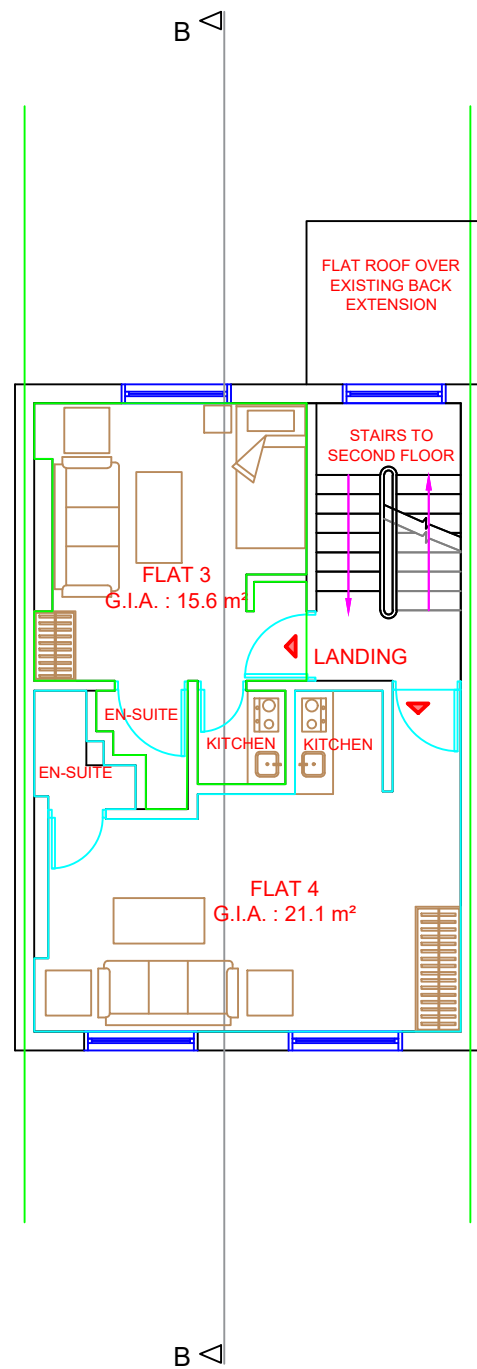 B
FLAT ROOF OVER
EXISTING BACK
EXTENSION
STAIRS TO
SECOND FLOOR
FLAT 3
G.I.A. : 15.6 m²
LANDING
EN-SUITE
KITCHEN
KITCHEN
EN-SUITE
FLAT 4
G.I.A. : 21.1 m²
B